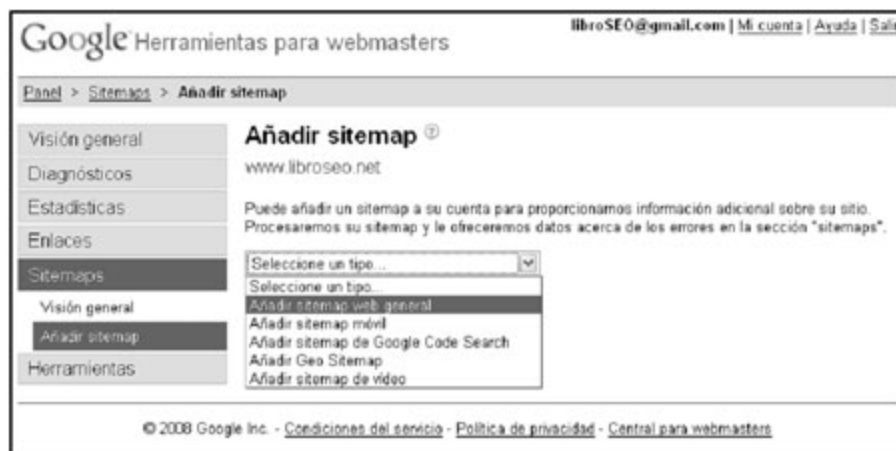 Google Herramientas para webmasters
libroSEO@gmail.com | Mi cuenta | Ayuda | Salir
Panel > Sitemaps > Añadir sitemap
Visión general
Diagnósticos
Estadísticas
Enlaces
Sitemaps
Visión general
Añadir sitemap
Herramientas
Añadir sitemap
www.libroseo.net
Puede añadir un sitemap a su cuenta para proporcionarnos información adicional sobre su sitio.
Procesaremos su sitemap y le ofreceremos datos acerca de los errores en la sección "sitemaps".
Seleccione un tipo...
Seleccione un tipo...
Añadir sitemap web general
Añadir sitemap móvil
Añadir sitemap de Google Code Search
Añadir Geo Sitemap
Añadir sitemap de vídeo
© 2008 Google Inc. - Condiciones del servicio - Política de privacidad - Central para webmasters